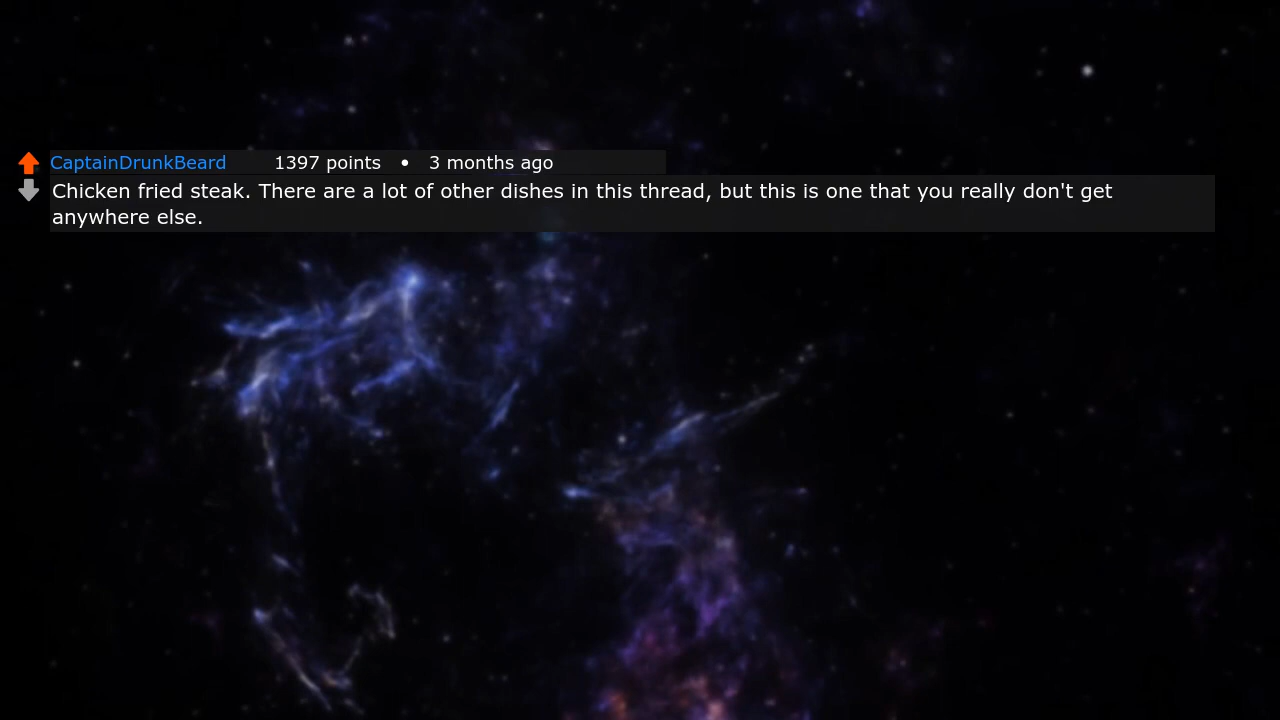 CaptainDrunkBeard 1397 points • 3 months ago
Chicken fried steak. There are a lot of other dishes in this thread, but this is one that you really don't get
anywhere else.